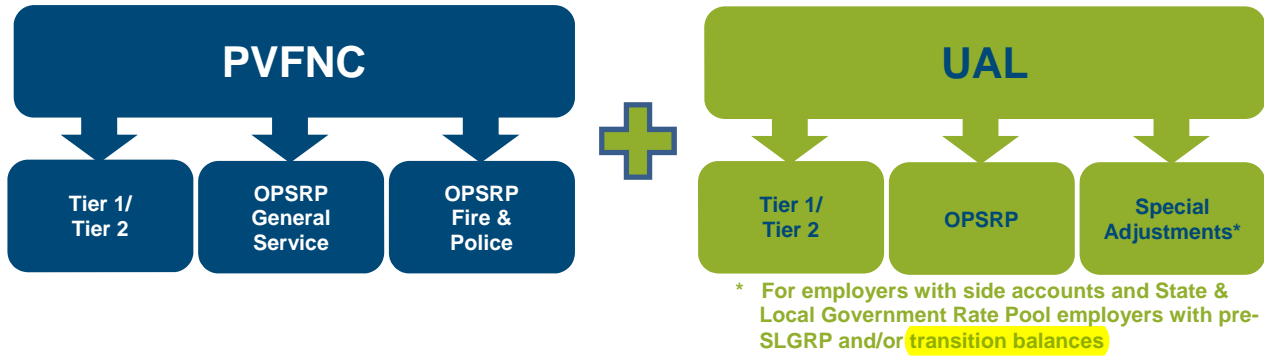 PVFNC
UAL
Tier 1/
Tier 2
OPSRP
General
Service
OPSRP
Fire &
Police
Tier 1/
Tier 2
OPSRP
Special
Adjustments*
* For employers with side accounts and State &
Local Government Rate Pool employers with pre-
SLGRP and/or transition balances